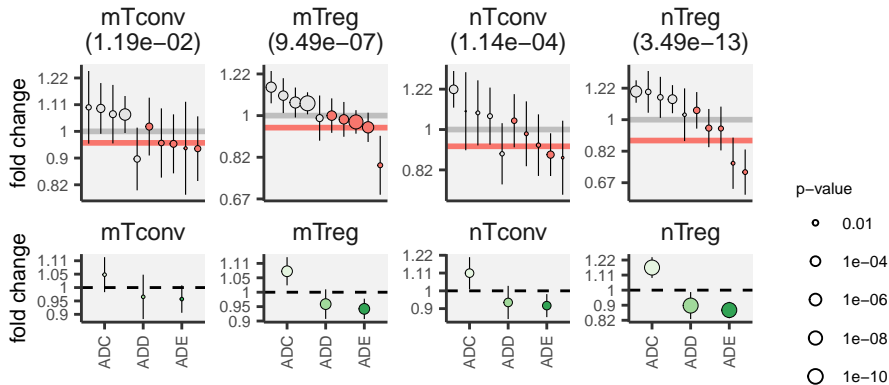 mTconv
(1.19e−02)
mTreg
(9.49e−07)
nTconv
(1.14e−04)
nTreg
(3.49e−13)
fold change
1.22
1.11
1
0.9
0.82
1.22
1
0.82
0.67
1.22
1
0.82
1.22
1
0.82
0.67
mTconv
mTreg
nTconv
nTreg
fold change
1.11
1.05
1
0.95
0.9
1.11
1.05
1
0.95
0.9
1.22
1.11
1
0.9
1.22
1.11
1
0.9
0.82
ADC
ADD
ADE
ADC
ADD
ADE
ADC
ADD
ADE
ADC
ADD
ADE
p−value
0.01
1e−04
1e−06
1e−08
1e−10